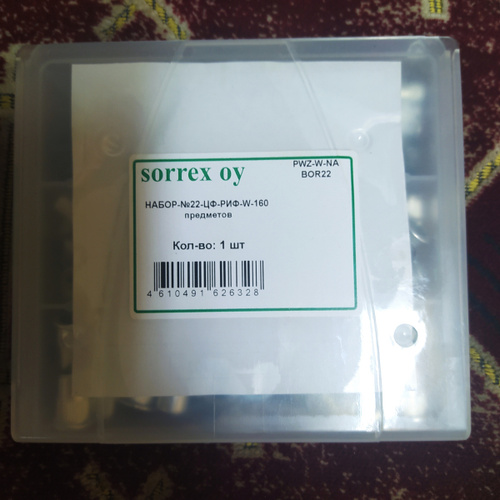 sorrex oy
PWZ-W-NA
BOR22
НАБОР-№22-ЦФ-РИФ-W-160
предметов
Кол-во: 1 шт
4 610491 626328